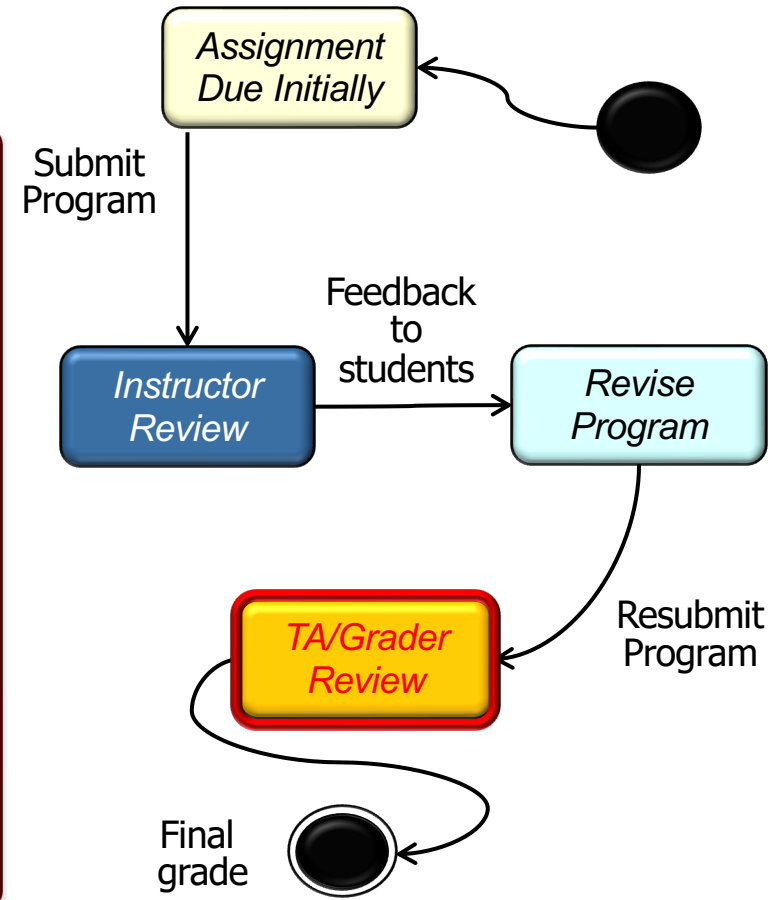 Assignment
Due Initially
Submit
Program
Feedback
to
students
Instructor
Review
Revise
Program
TA/Grader
Review
Resubmit
Program
Final
grade